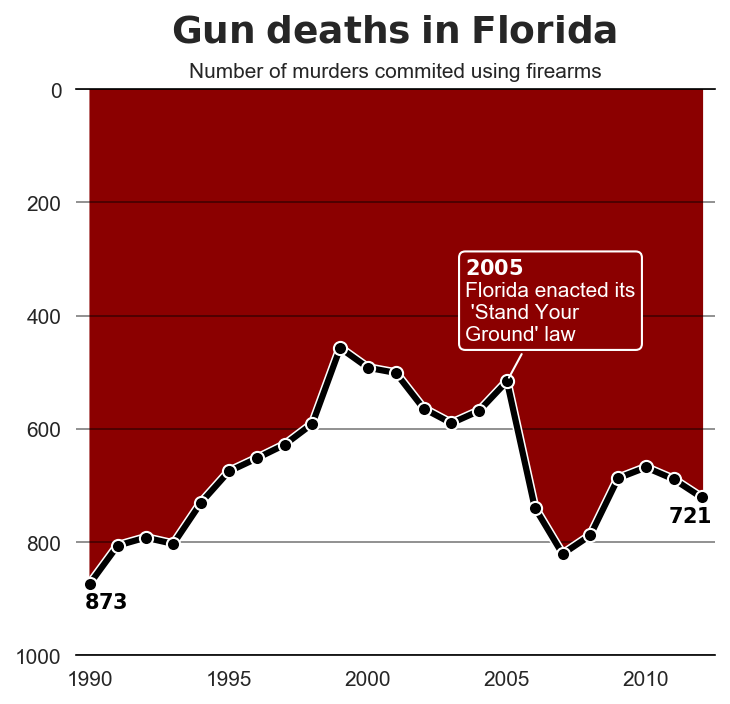 Gun deaths in Florida
Number of murders commited using firearms
0
200
400
600
800
1000
2005
Florida enacted its
'Stand Your
Ground' law
873
721
1990
1995
2000
2005
2010